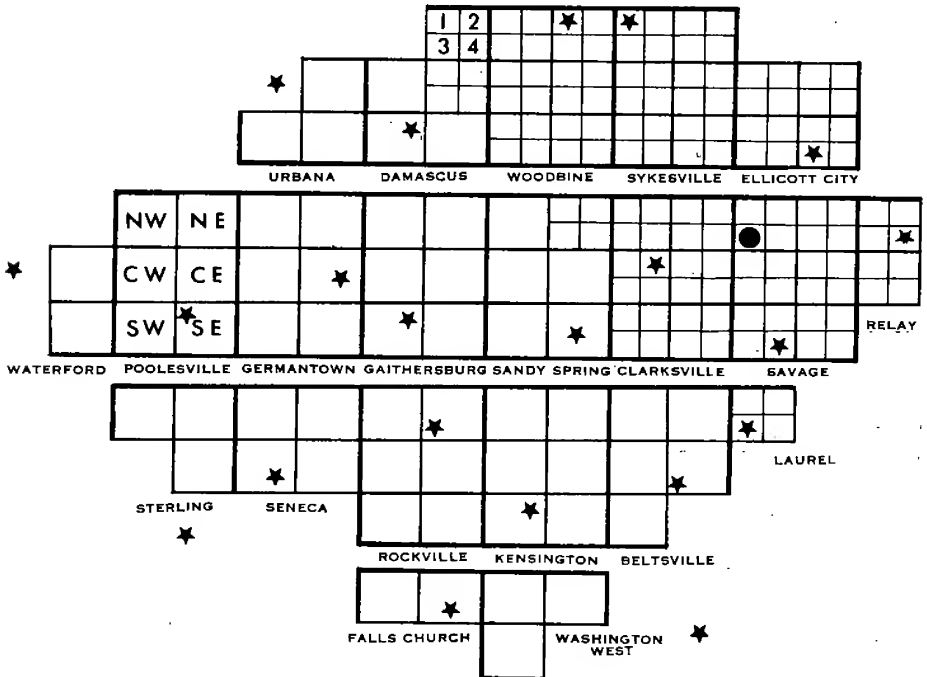 1 2
3 4
URBANA DAMASCUS WOODBINE SYKESVILLE ELLICOTT CITY
NW NE
CW CE
SW SE
RELAY
WATERFORD POOLESVILLE GERMANTOWN GAITHERSBURG SANDY SPRING CLARKSVILLE SAVAGE
LAUREL
STERLING SENECA
ROCKVILLE KENSINGTON BELTSVILLE
FALLS CHURCH WASHINGTON
WEST